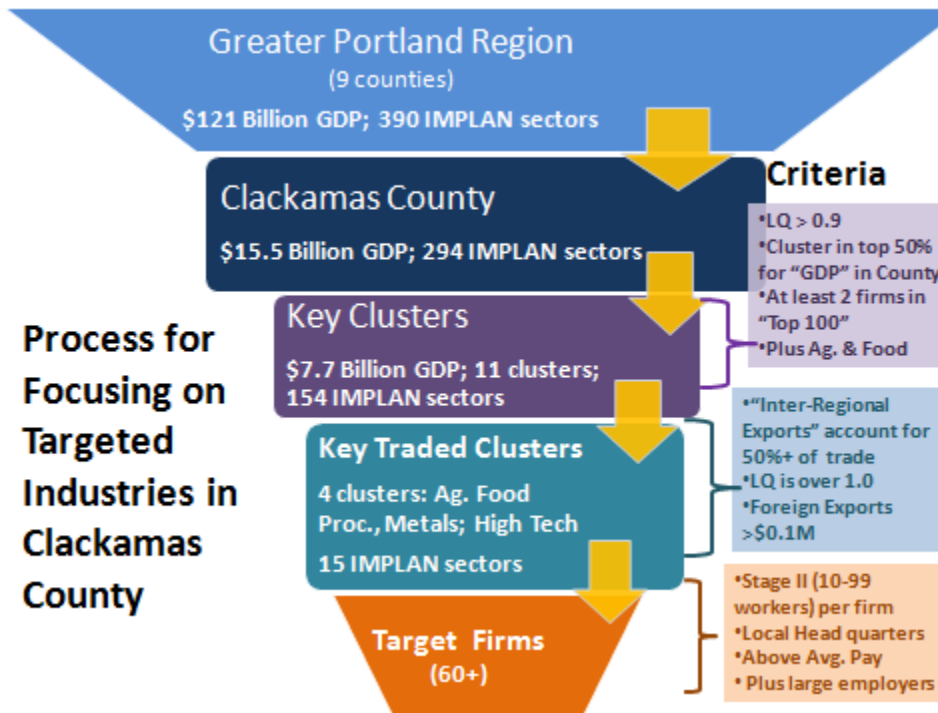 Greater Portland Region
(9 counties)
$121 Billion GDP; 390 IMPLAN sectors
Clackamas County
$15.5 Billion GDP; 294 IMPLAN sectors
Key Clusters
$7.7 Billion GDP; 11 clusters;
154 IMPLAN sectors
Key Traded Clusters
4 clusters: Ag. Food
Proc., Metals; High Tech
15 IMPLAN sectors
Target Firms
(60+)
Process for
Focusing on
Targeted
Industries in
Clackamas
County
Criteria
•LQ > 0.9
•Cluster in top 50%
for “GDP” in County
•At least 2 firms in
“Top 100”
•Plus Ag. & Food
•“Inter-Regional
Exports” account for
50%+ of trade
•LQ is over 1.0
•Foreign Exports
>$0.1M
•Stage II (10-99
workers) per firm
•Local Head quarters
•Above Avg. Pay
• Plus large employers